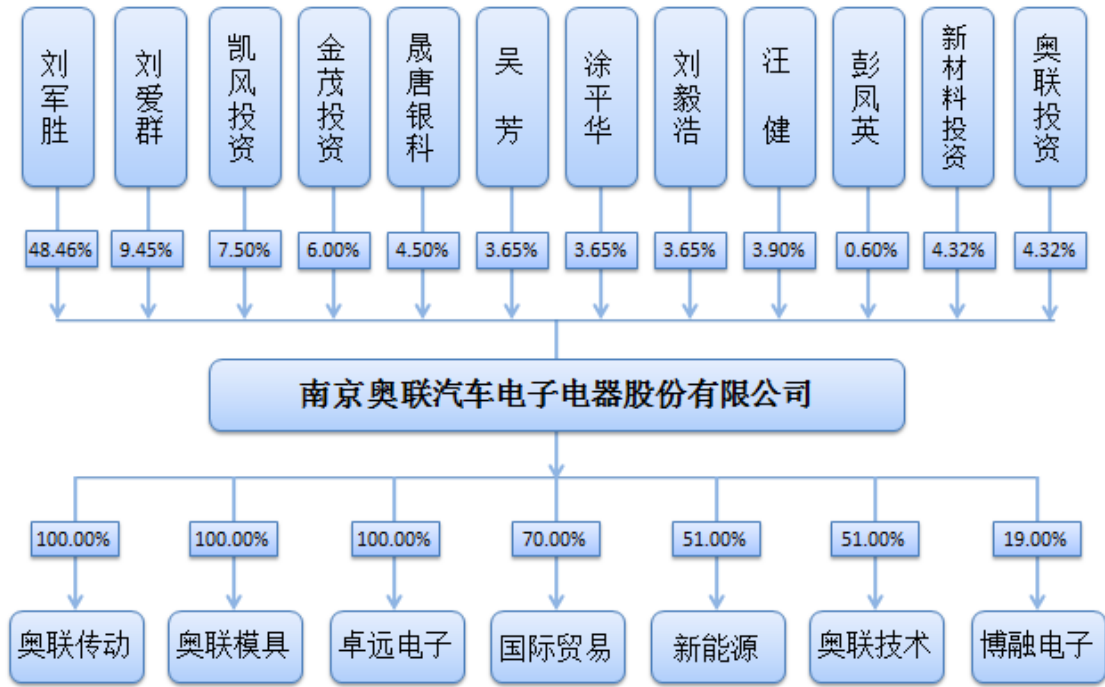 刘军胜
刘爱群
凯风投资
金茂投资
晟唐银科
吴芳
涂平华
刘毅浩
汪健
彭凤英
新材料投资
奥联投资
48.46%
9.45%
7.50%
6.00%
4.50%
3.65%
3.65%
3.65%
3.90%
0.60%
4.32%
4.32%
南京奥联汽车电子电器股份有限公司
100.00%
100.00%
100.00%
70.00%
51.00%
51.00%
19.00%
奥联传动
奥联模具
卓远电子
国际贸易
新能源
奥联技术
博融电子